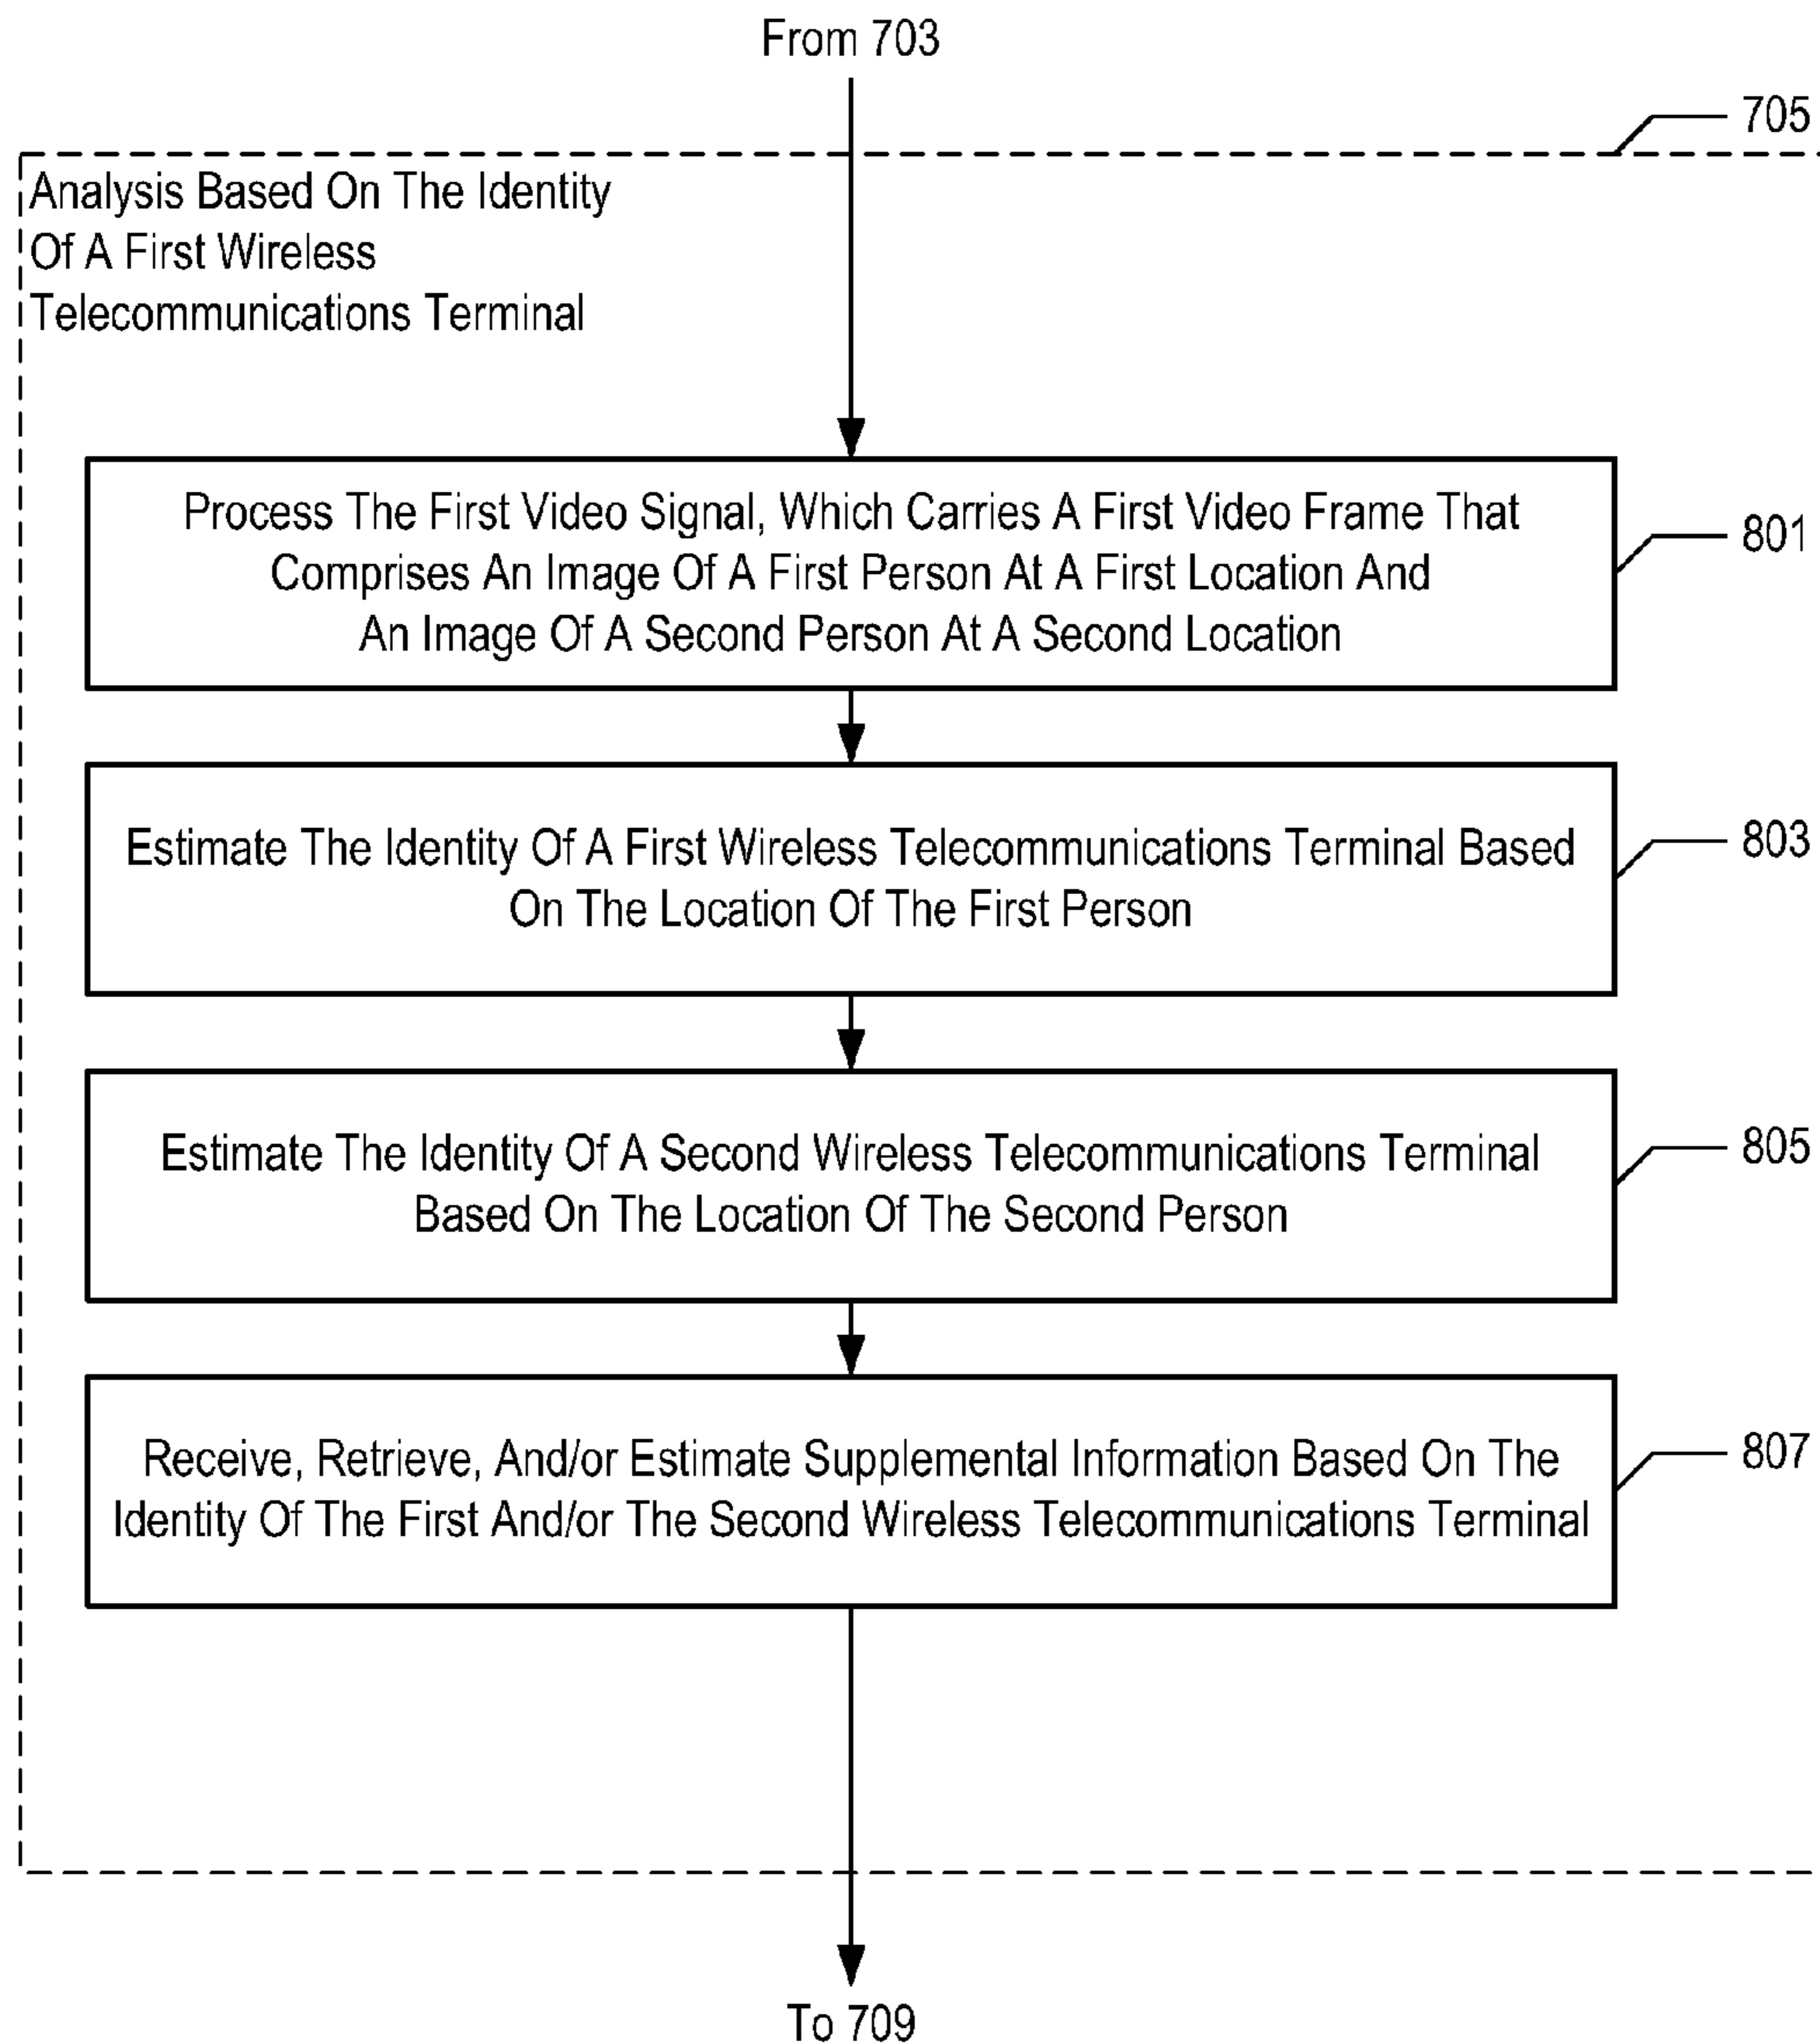 From 703
705
Analysis Based On The Identity
Of A First Wireless
Telecommunications Terminal
Process The First Video Signal, Which Carries A First Video Frame That
Comprises An Image Of A First Person At A First Location And
An Image Of A Second Person At A Second Location
801
Estimate The Identity Of A First Wireless Telecommunications Terminal Based
On The Location Of The First Person
803
Estimate The Identity Of A Second Wireless Telecommunications Terminal
Based On The Location Of The Second Person
805
Receive, Retrieve, And/or Estimate Supplemental Information Based On The
Identity Of The First And/or The Second Wireless Telecommunications Terminal
807
To 709